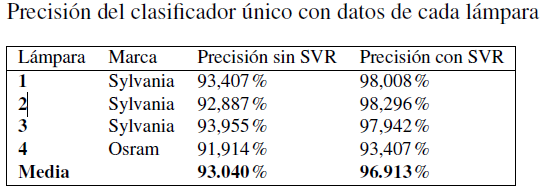 Precisión del clasificador único con datos de cada lámpara
Lámpara Marca Precisión sin SVR Precisión con SVR
1 Sylvania 93,407% 98,008%
2 Sylvania 92,887% 98,296%
3 Sylvania 93,955% 97,942%
4 Osram 91,914% 93,407%
Media 93.040% 96.913%